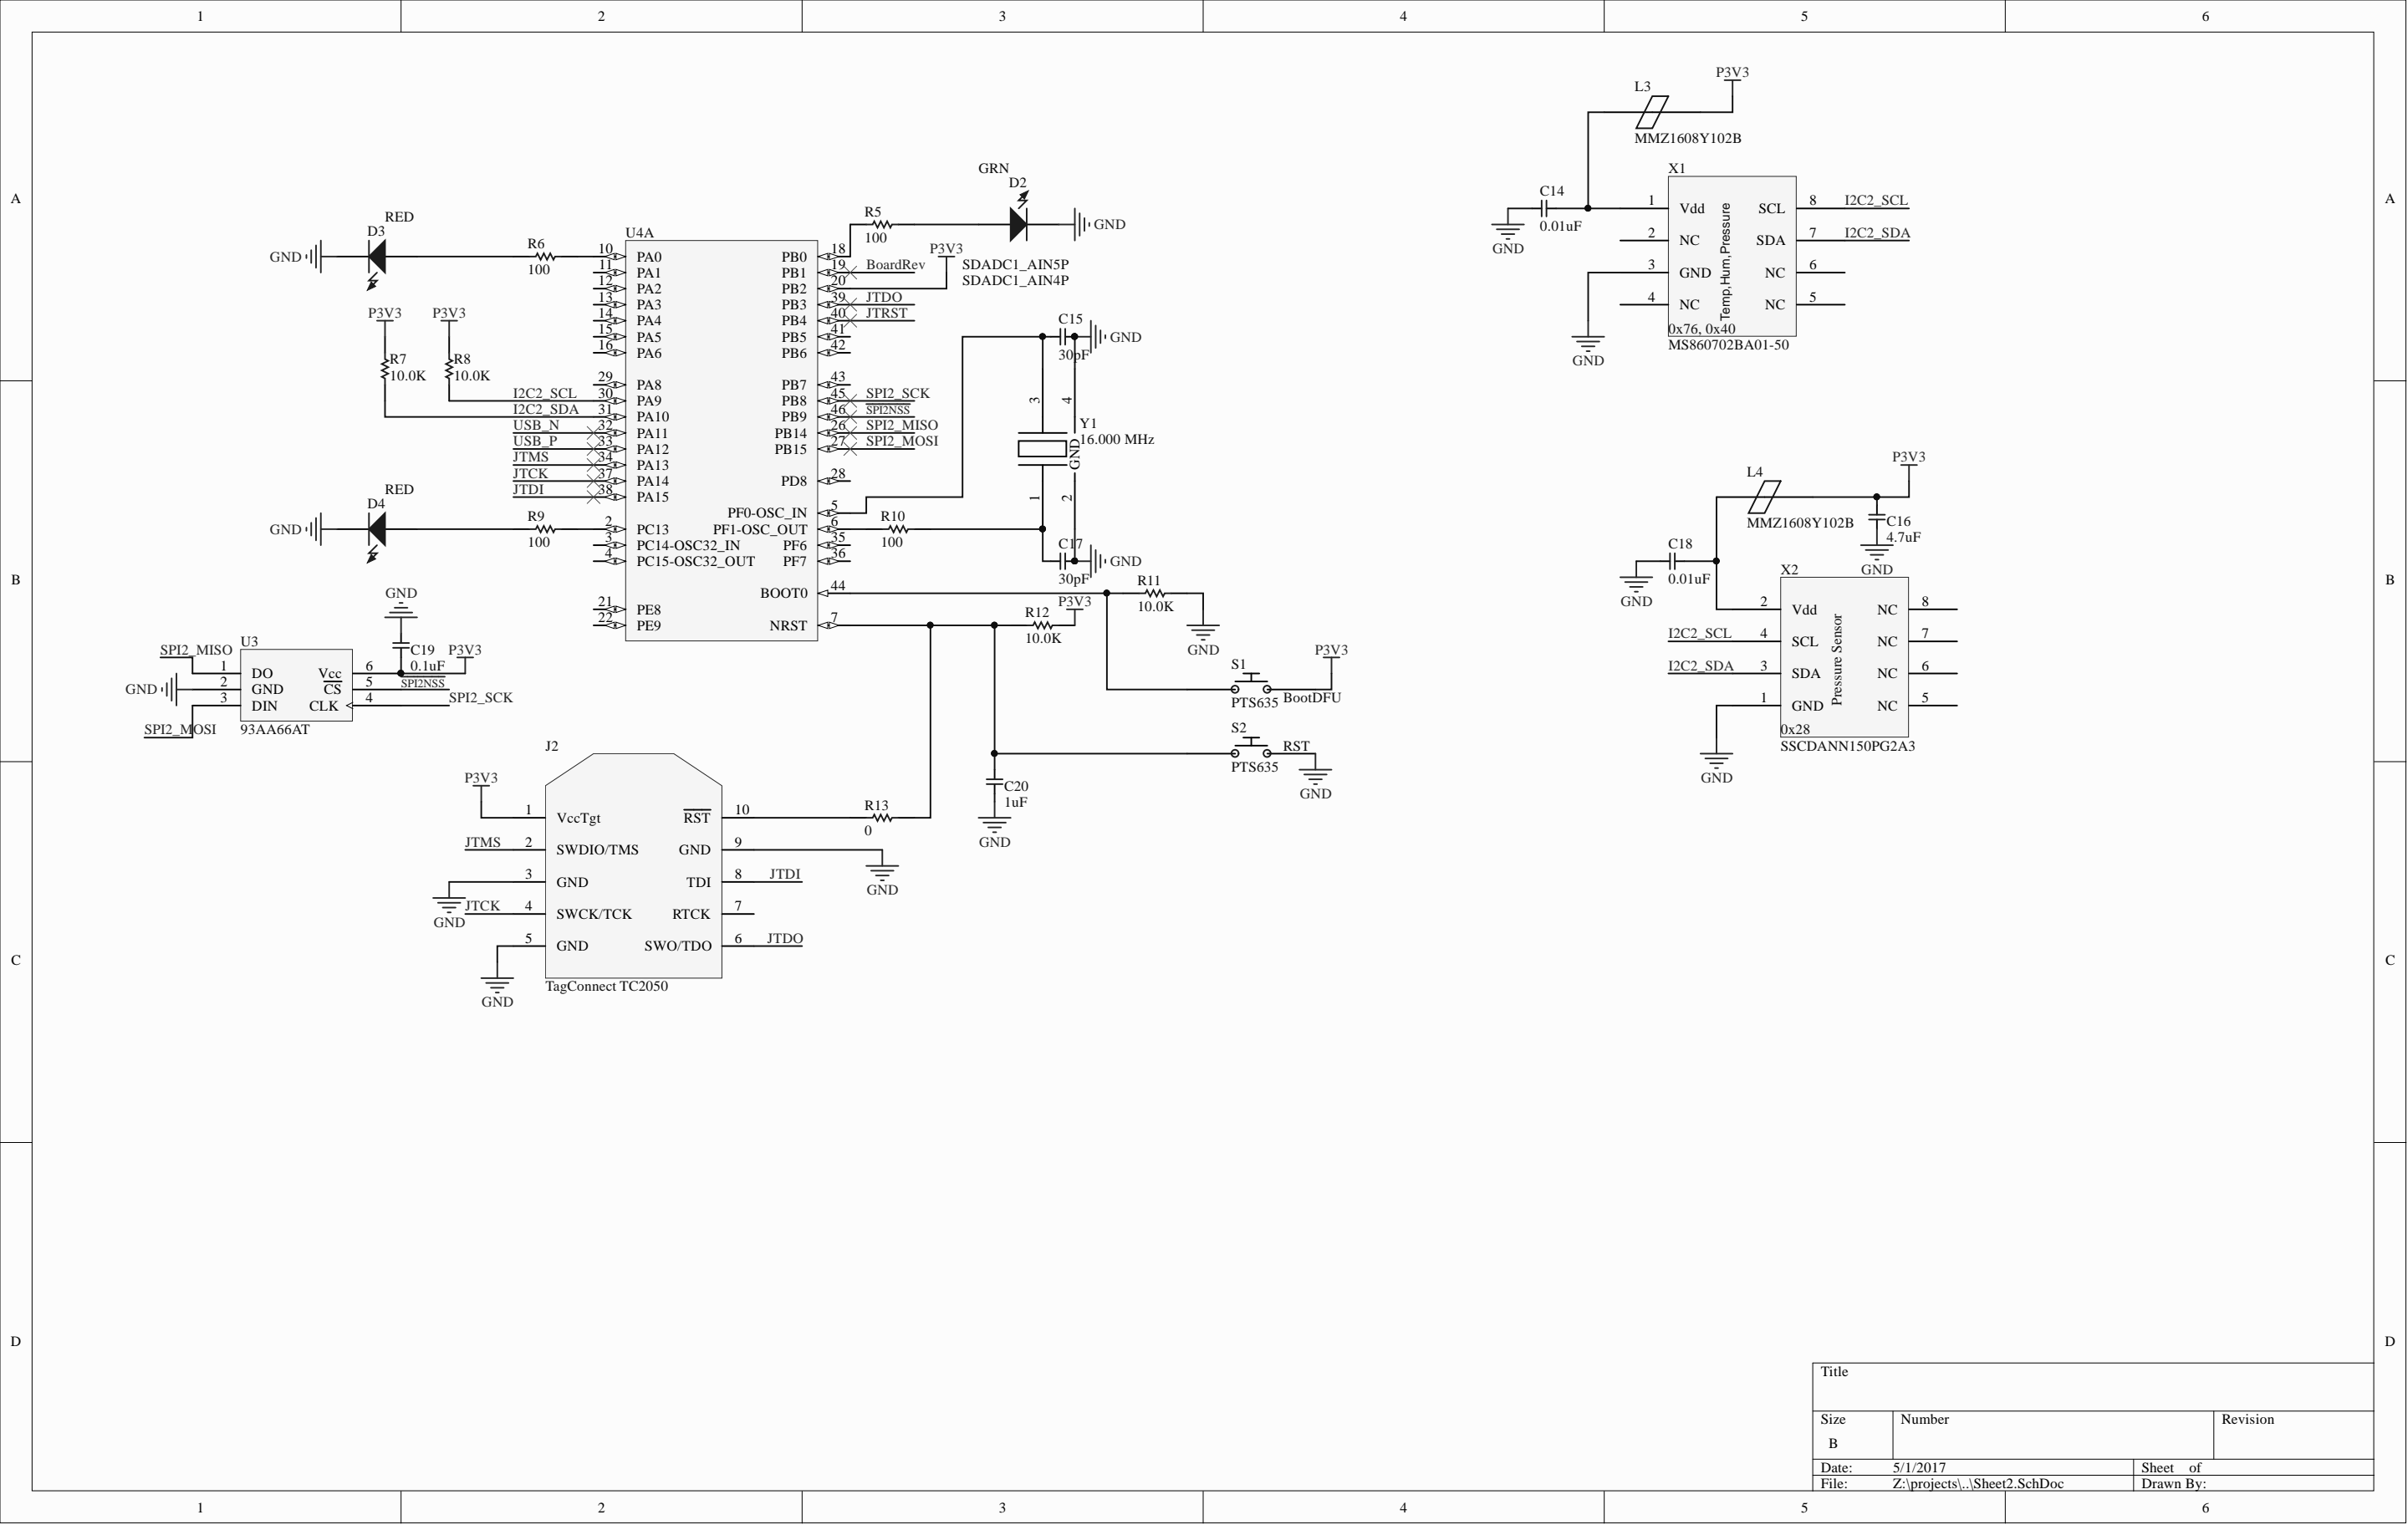 1 2 3 4 5 6
A
B
C
D
A
B
C
D
GRN
D2
R5
100
GND
RED
D3
GND
R6
100
P3V3
R7
10.0K
P3V3
R8
10.0K
I2C2_SCL
I2C2_SDA
USB_N
USB_P
JTMS
JTCK
JTDI
RED
D4
GND
R9
100
U4A
10 PA0
11 PA1
12 PA2
13 PA3
14 PA4
15 PA5
16 PA6
29 PA8
30 PA9
31 PA10
32 PA11
33 PA12
34 PA13
37 PA14
38 PA15
2 PC13
3 PC14-OSC32_IN
4 PC15-OSC32_OUT
21 PE8
22 PE9
PB0 18
PB1 19 BoardRev
PB2 20
PB3 39 JTDO
PB4 40 JTRST
PB5 41
PB6 42
PB7 43
PB8 45 SPI2_SCK
PB9 46 SPI2NSS
PB14 26 SPI2_MISO
PB15 27 SPI2_MOSI
PD8 28
PF0-OSC_IN 5
PF1-OSC_OUT 6
PF6 35
PF7 36
BOOT0 44
NRST 7
P3V3
SDADC1_AIN5P
SDADC1_AIN4P
C15
30pF
GND
3 4
Y1
16.000 MHz
GND
1 2
R10
100
C17
30pF
GND
R11
10.0K
GND
R12
10.0K
P3V3
S1
PTS635
BootDFU
P3V3
S2
PTS635
RST
GND
C20
1uF
GND
R13
0
GND
C19
0.1uF
P3V3
U3
SPI2_MISO
1 DO
GND 2 GND
3 DIN
SPI2_MOSI
Vcc 6
CS 5 SPI2NSS
CLK 4 SPI2_SCK
93AA66AT
J2
P3V3
1 VccTgt
JTMS 2 SWDIO/TMS
3 GND
GND
JTCK 4 SWCK/TCK
5 GND
GND
RST 10
GND 9
GND
TDI 8 JTDI
RTCK 7
SWO/TDO 6 JTDO
TagConnect TC2050
L3
P3V3
MMZ1608Y102B
C14
0.01uF
GND
X1
1 Vdd
2 NC
3 GND
4 NC
SCL 8 I2C2_SCL
SDA 7 I2C2_SDA
NC 6
NC 5
Temp,Hum,Pressure
0x76, 0x40
MS860702BA01-50
GND
P3V3
L4
MMZ1608Y102B
C16
4.7uF
GND
C18
0.01uF
GND
X2
2 Vdd
I2C2_SCL 4 SCL
I2C2_SDA 3 SDA
1 GND
GND
NC 8
NC 7
NC 6
NC 5
Pressure Sensor
0x28
SSCDANN150PG2A3
Title
Size Number Revision
B
Date: 5/1/2017 Sheet of
File: Z:\projects\..\Sheet2.SchDoc Drawn By:
1 2 3 4 5 6